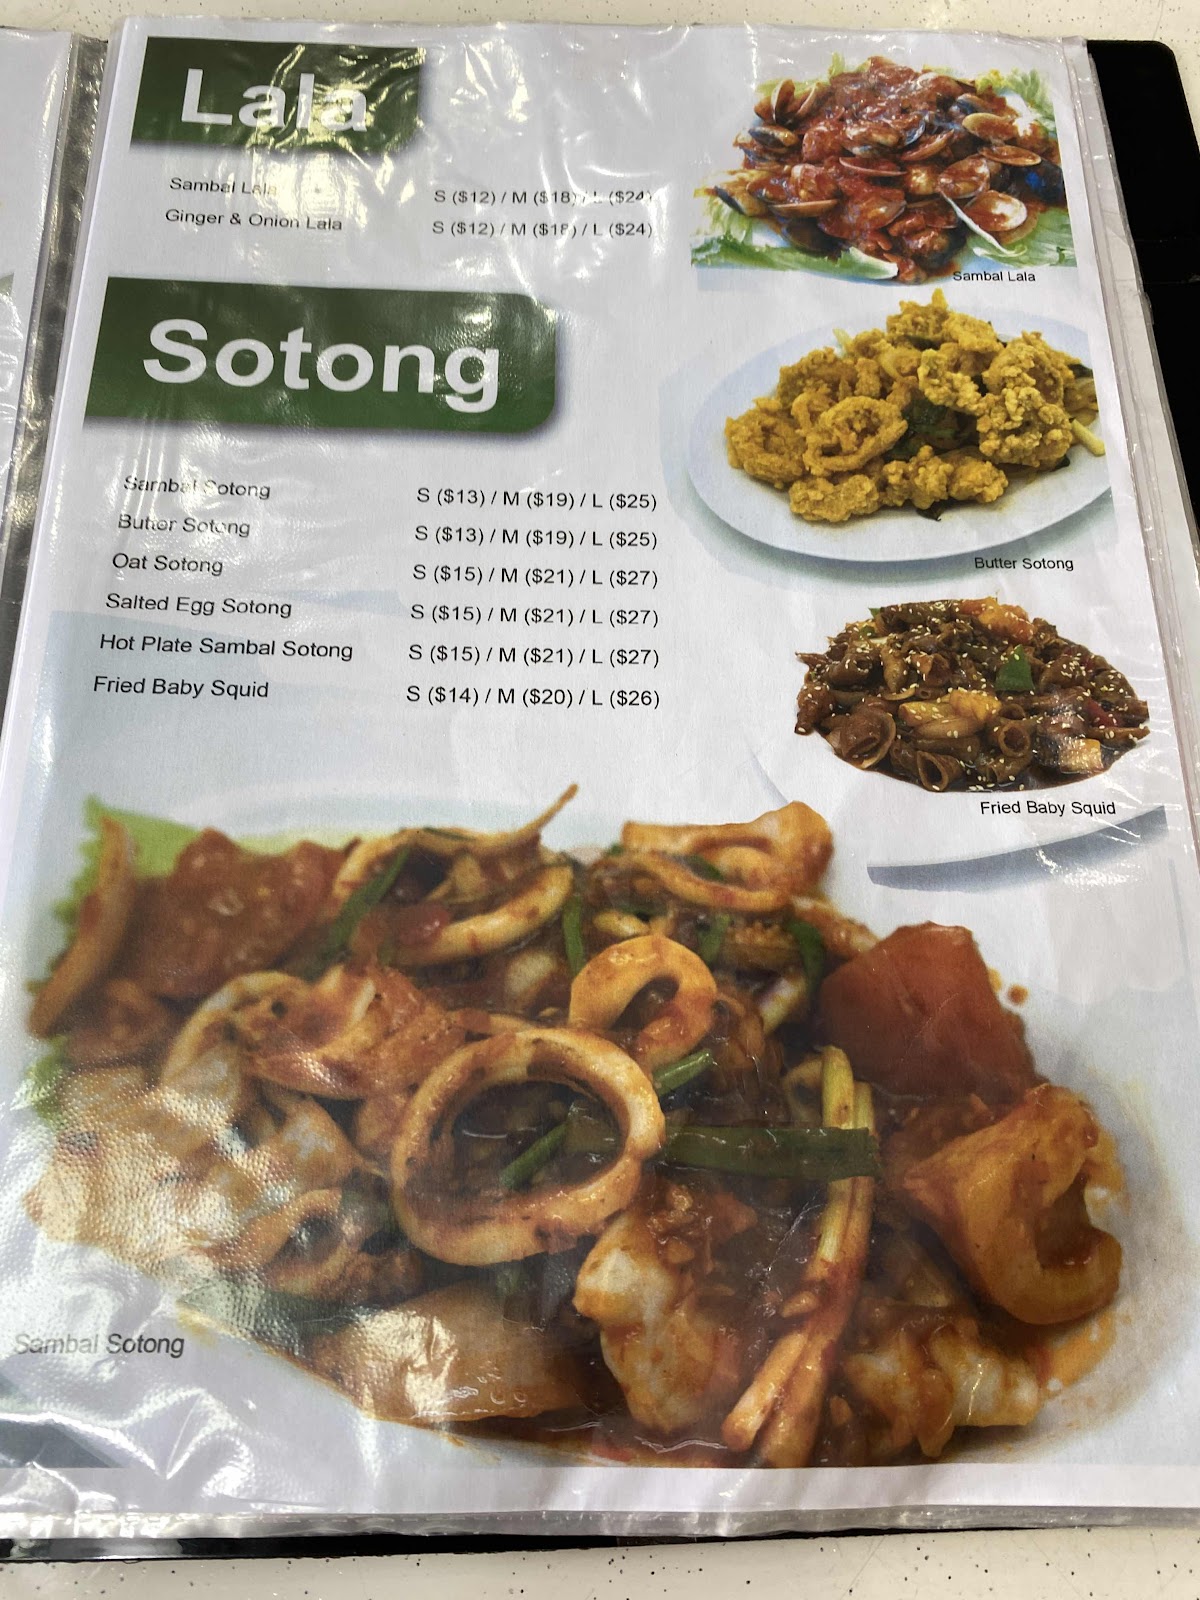 Lala
Sambal Lala S ($12) / M ($18) / L ($24)
Ginger & Onion Lala S ($12) / M ($18) / L ($24)
Sambal Lala
Sotong
Sambal Sotong S ($13) / M ($19) / L ($25)
Butter Sotong S ($13) / M ($19) / L ($25)
Oat Sotong S ($15) / M ($21) / L ($27)
Salted Egg Sotong S ($15) / M ($21) / L ($27)
Hot Plate Sambal Sotong S ($15) / M ($21) / L ($27)
Fried Baby Squid S ($14) / M ($20) / L ($26)
Butter Sotong
Fried Baby Squid
Sambal Sotong